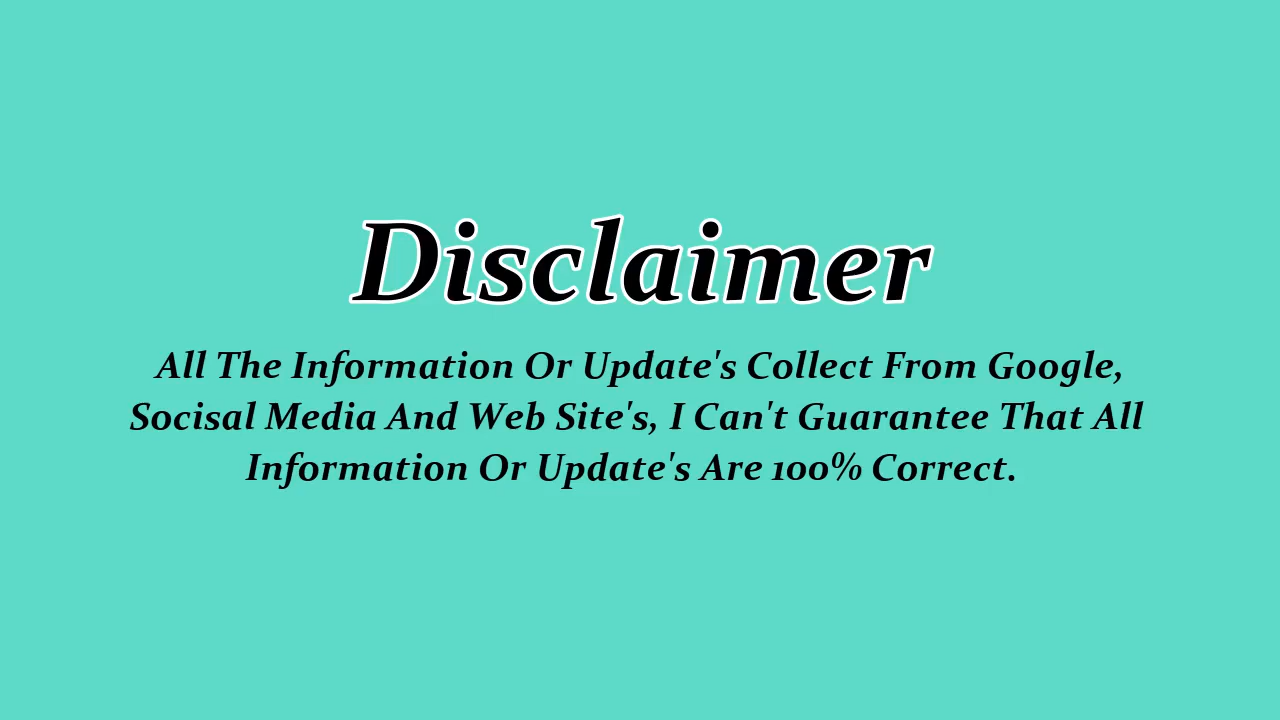 Disclaimer
All The Information Or Update's Collect From Google,
Socisal Media And Web Site's, I Can't Guarantee That All
Information Or Update's Are 100% Correct.